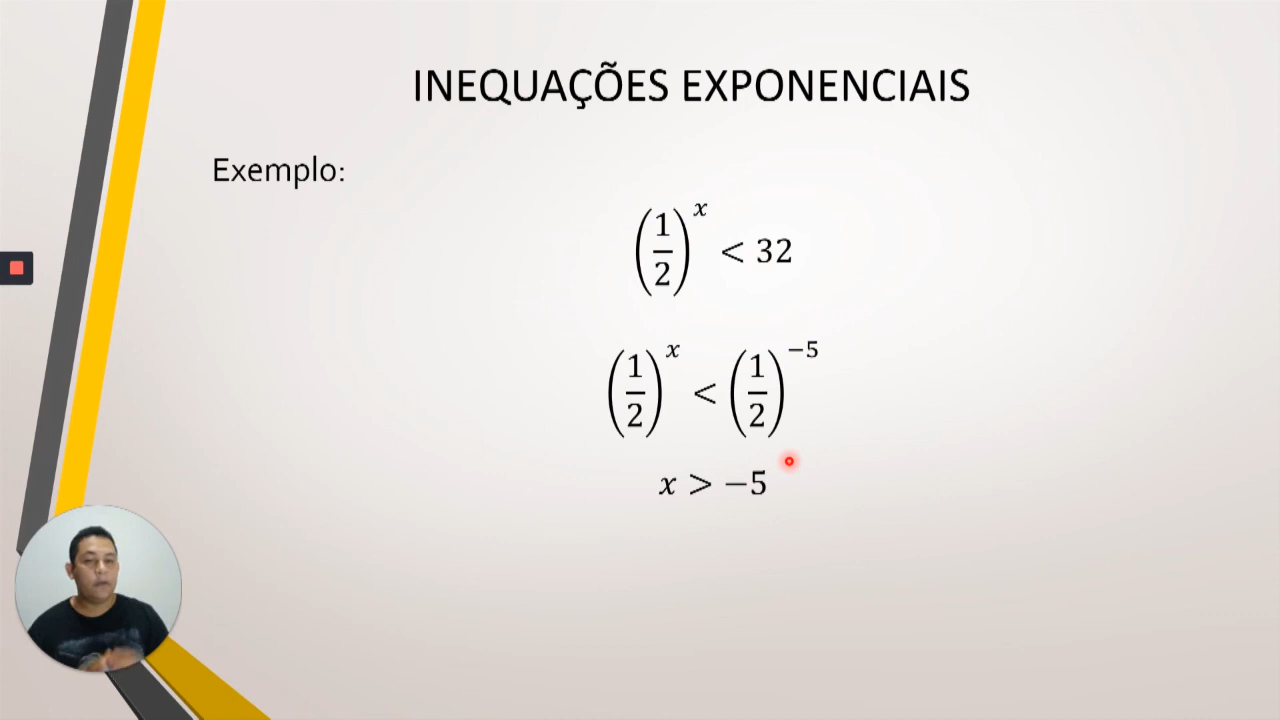 INEQUAÇÕES EXPONENCIAIS
Exemplo:
(1/2)^x < 32
(1/2)^x < (1/2)^−5
x > −5